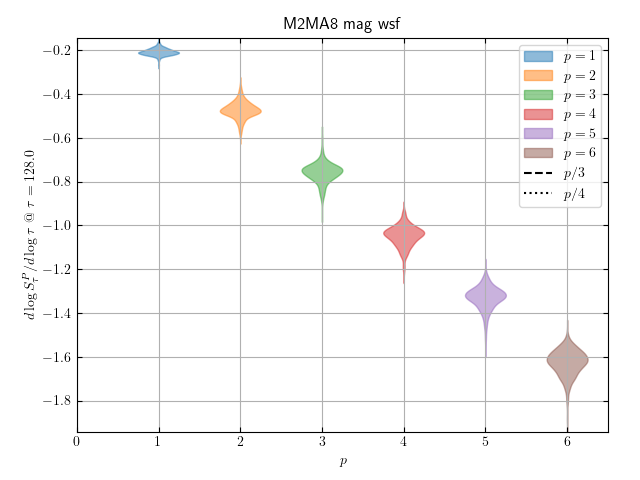 M2MA8 mag wsf
−0.2
−0.4
−0.6
−0.8
−1.0
−1.2
−1.4
−1.6
−1.8
d log S_τ^P / d log τ @ τ = 128.0
0 1 2 3 4 5 6
p
p = 1
p = 2
p = 3
p = 4
p = 5
p = 6
p/3
p/4